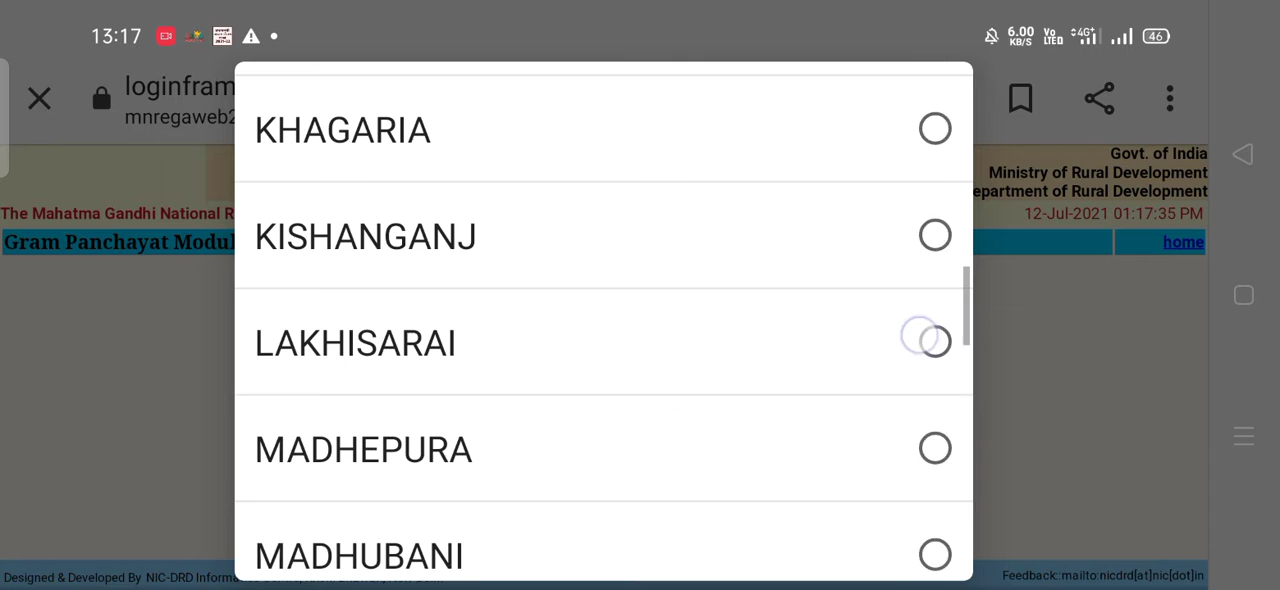 13:17
6.00
KB/S
Vo
LTED
4G+
46
loginfram
mnregaweb2
Govt. of India
Ministry of Rural Development
epartment of Rural Development
The Mahatma Gandhi National R
12-Jul-2021 01:17:35 PM
Gram Panchayat Modul
home
KHAGARIA
KISHANGANJ
LAKHISARAI
MADHEPURA
MADHUBANI
Designed & Developed By NIC-DRD Inform
Feedback::mailto:nicdrd[at]nic[dot]in